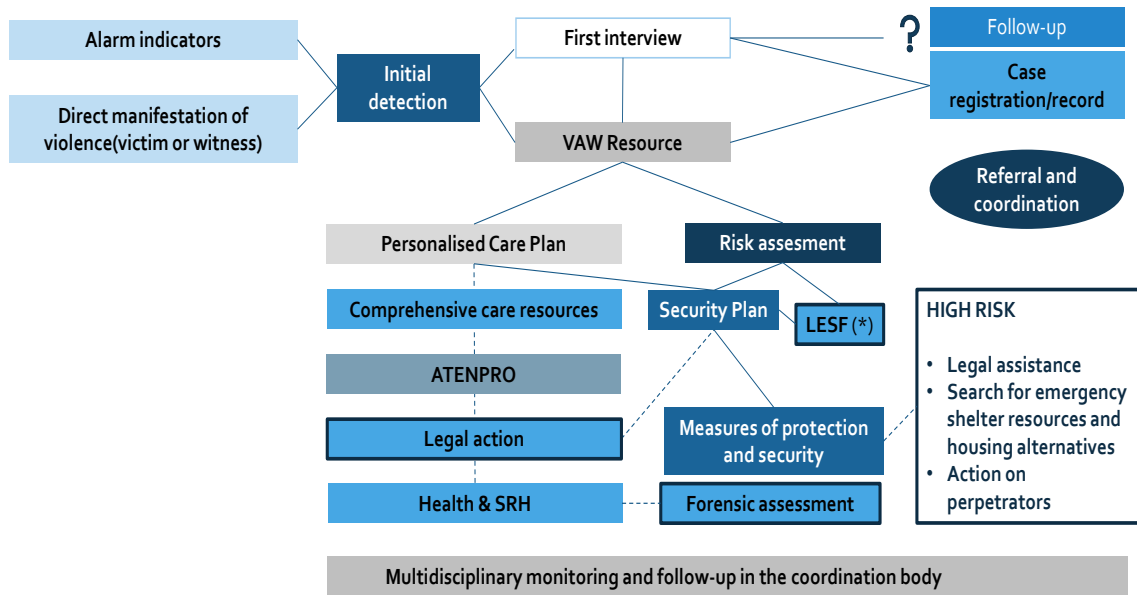 Alarm indicators
Direct manifestation of
violence(victim or witness)
Initial
detection
First interview
VAW Resource
?
Follow-up
Case
registration/record
Referral and
coordination
Personalised Care Plan
Risk assesment
Comprehensive care resources
Security Plan
LESF (*)
ATENPRO
Legal action
Measures of protection
and security
Health & SRH
Forensic assessment
HIGH RISK
• Legal assistance
• Search for emergency
shelter resources and
housing alternatives
• Action on
perpetrators
Multidisciplinary monitoring and follow-up in the coordination body